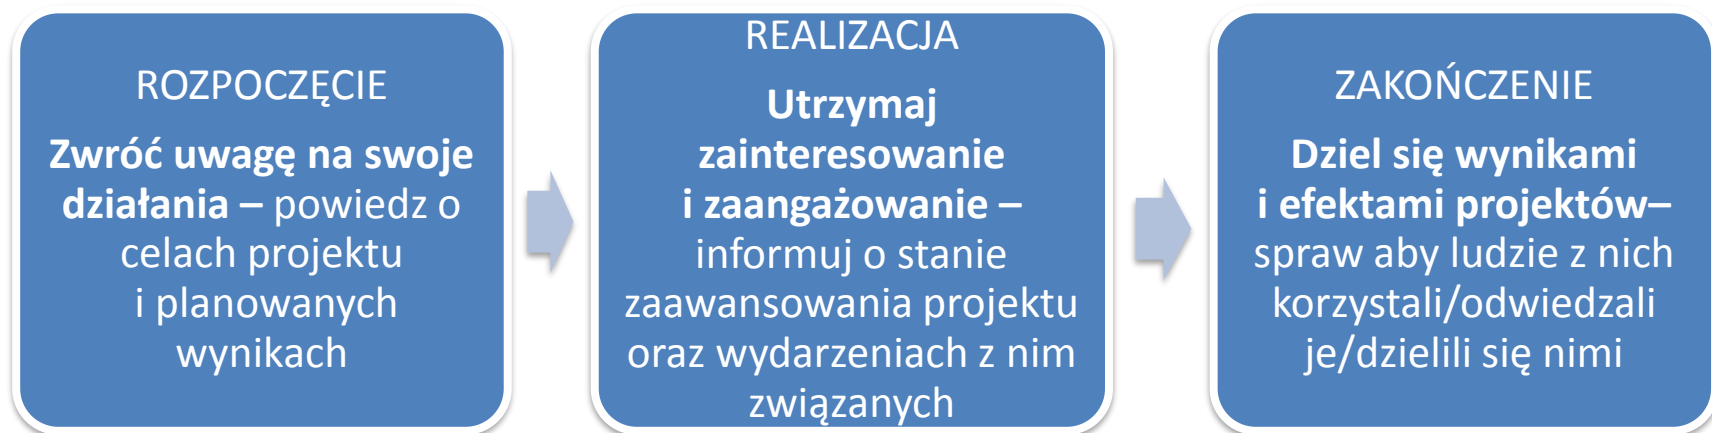 ROZPOCZĘCIE
Zwróć uwagę na swoje
działania – powiedz o
celach projektu
i planowanych
wynikach
REALIZACJA
Utrzymaj
zainteresowanie
i zaangażowanie –
informuj o stanie
zaawansowania projektu
oraz wydarzeniach z nim
związanych
ZAKOŃCZENIE
Dziel się wynikami
i efektami projektów–
spraw aby ludzie z nich
korzystali/odwiedzali
je/dzielili się nimi